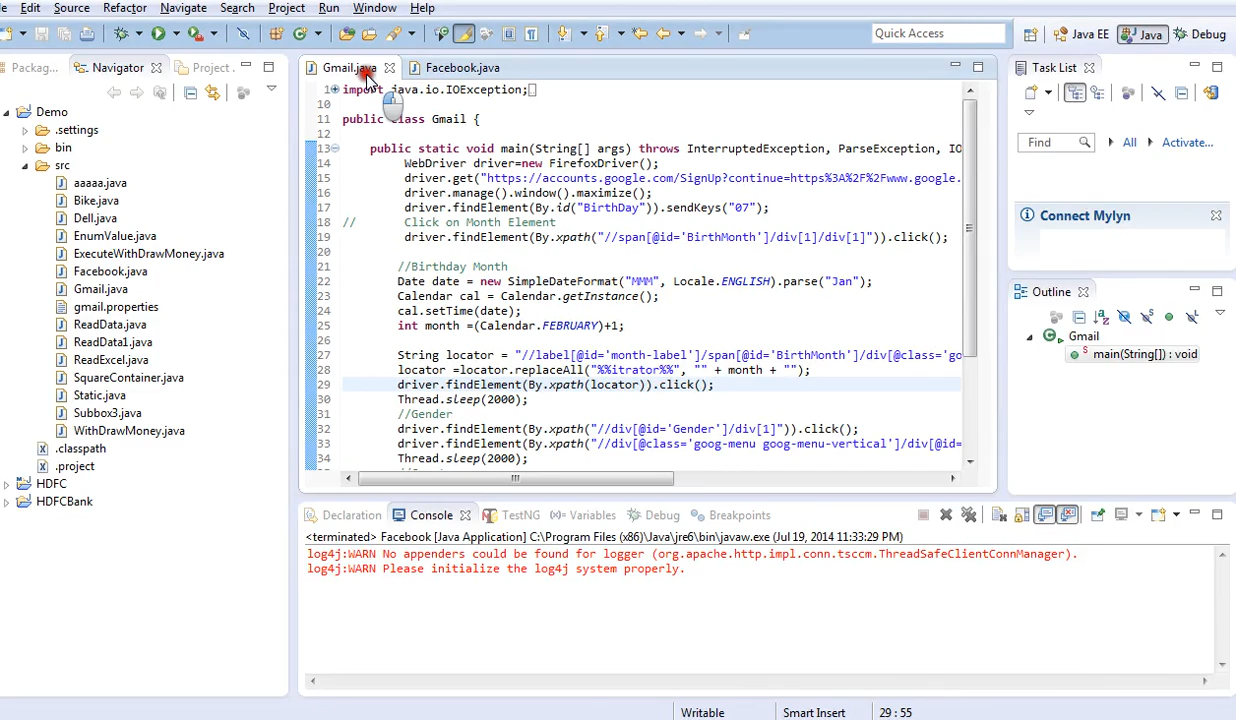 le Edit Source Refactor Navigate Search Project Run Window Help
Quick Access
Java EE Java Debug
Packag... Navigator Project .
Gmail.java Facebook.java
Task List
Demo
.settings
bin
src
aaaaa.java
Bike.java
Dell.java
EnumValue.java
ExecuteWithDrawMoney.java
Facebook.java
Gmail.java
gmail.properties
ReadData.java
ReadData1.java
ReadExcel.java
SquareContainer.java
Static.java
Subbox3.java
WithDrawMoney.java
.classpath
.project
HDFC
HDFCBank
1 import java.io.IOException;
10
11 public class Gmail {
12
13 public static void main(String[] args) throws InterruptedException, ParseException, IO
14 WebDriver driver=new FirefoxDriver();
15 driver.get("https://accounts.google.com/SignUp?continue=https%3A%2F%2Fwww.google.
16 driver.manage().window().maximize();
17 driver.findElement(By.id("BirthDay")).sendKeys("07");
18 // Click on Month Element
19 driver.findElement(By.xpath("//span[@id='BirthMonth']/div[1]/div[1]")).click();
20
21 //Birthday Month
22 Date date = new SimpleDateFormat("MMM", Locale.ENGLISH).parse("Jan");
23 Calendar cal = Calendar.getInstance();
24 cal.setTime(date);
25 int month =(Calendar.FEBRUARY)+1;
26
27 String locator = "//label[@id='month-label']/span[@id='BirthMonth']/div[@class='go
28 locator =locator.replaceAll("%%itrator%%", "" + month + "");
29 driver.findElement(By.xpath(locator)).click();
30 Thread.sleep(2000);
31 //Gender
32 driver.findElement(By.xpath("//div[@id='Gender']/div[1]")).click();
33 driver.findElement(By.xpath("//div[@class='goog-menu goog-menu-vertical']/div[@id=
34 Thread.sleep(2000);
Find All Activate...
Connect Mylyn
Outline
Gmail
main(String[]) : void
Declaration Console TestNG Variables Debug Breakpoints
<terminated> Facebook [Java Application] C:\Program Files (x86)\Java\jre6\bin\javaw.exe (Jul 19, 2014 11:33:29 PM)
log4j:WARN No appenders could be found for logger (org.apache.http.impl.conn.tsccm.ThreadSafeClientConnManager).
log4j:WARN Please initialize the log4j system properly.
Writable Smart Insert 29 : 55